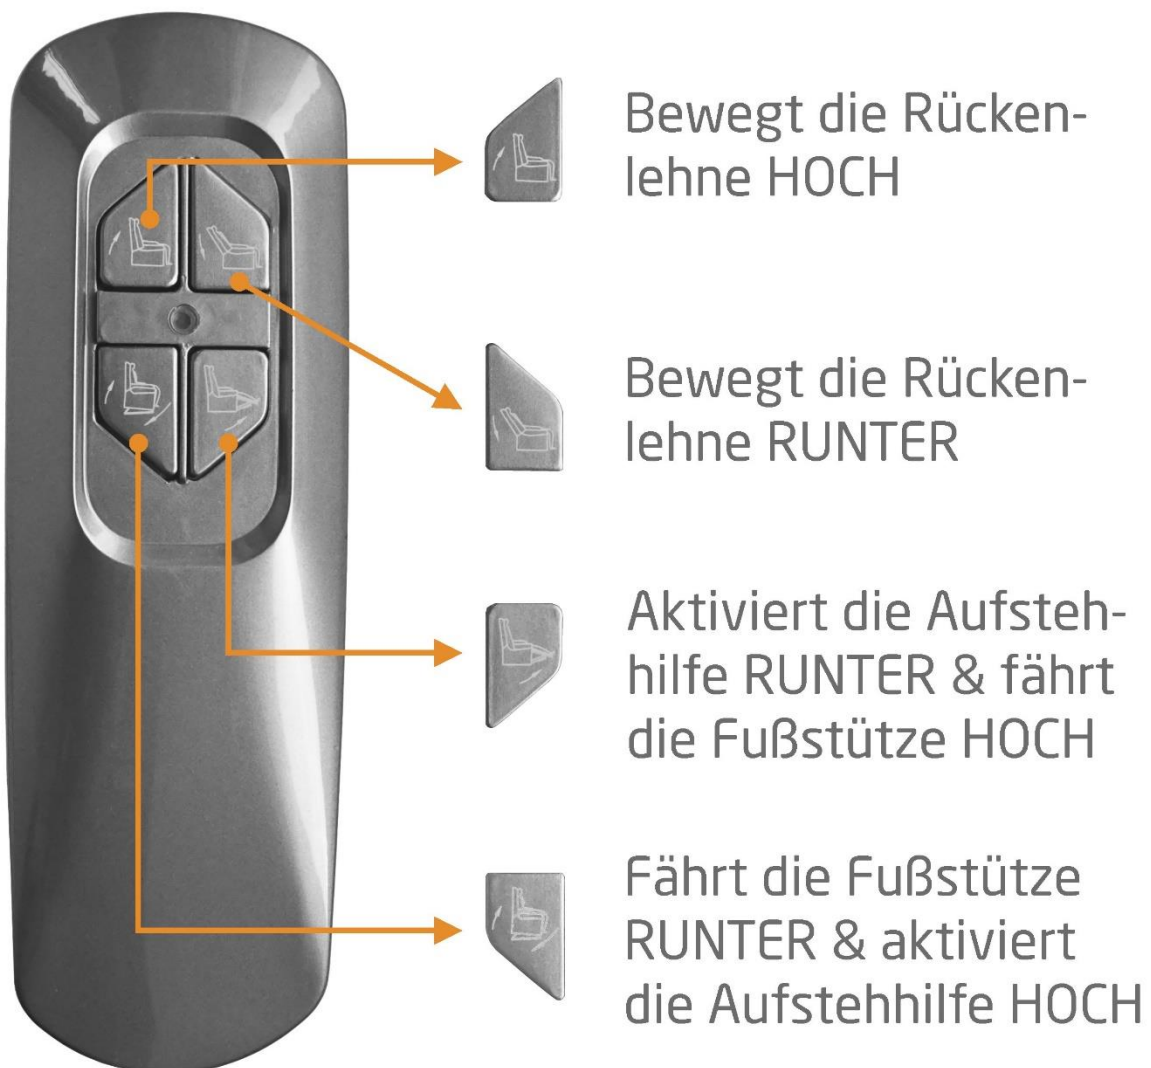 Bewegt die Rücken-
lehne HOCH
Bewegt die Rücken-
lehne RUNTER
Aktiviert die Aufsteh-
hilfe RUNTER & fährt
die Fußstütze HOCH
Fährt die Fußstütze
RUNTER & aktiviert
die Aufstehhilfe HOCH